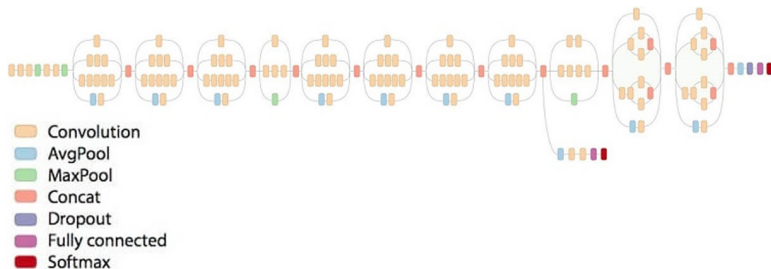 Convolution
AvgPool
MaxPool
Concat
Dropout
Fully connected
Softmax